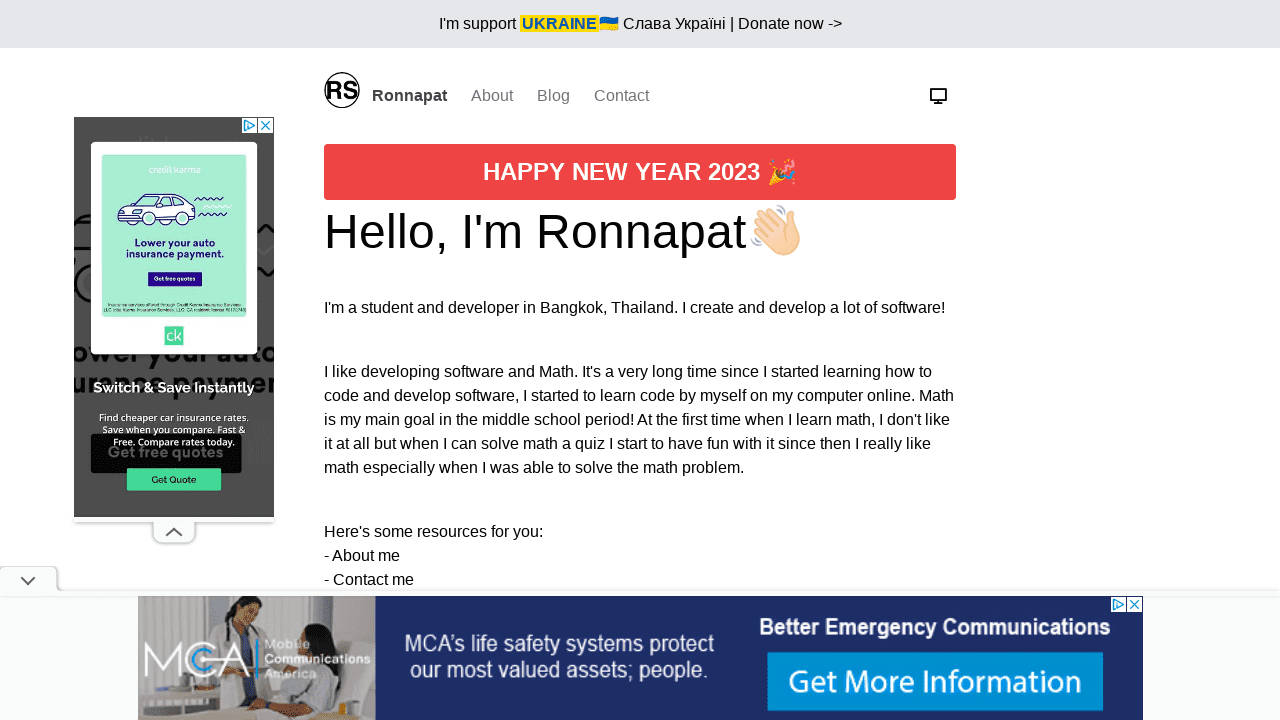 I'm support UKRAINE🇺🇦 Слава Україні | Donate now ->
RS Ronnapat About Blog Contact
HAPPY NEW YEAR 2023 🎉
Hello, I'm Ronnapat👋🏻
I'm a student and developer in Bangkok, Thailand. I create and develop a lot of software!
I like developing software and Math. It's a very long time since I started learning how to
code and develop software, I started to learn code by myself on my computer online. Math
is my main goal in the middle school period! At the first time when I learn math, I don't like
it at all but when I can solve math a quiz I start to have fun with it since then I really like
math especially when I was able to solve the math problem.
Here's some resources for you:
- About me
- Contact me
credit karma
Lower your auto
insurance payment.
Get free quotes
ck
Switch & Save Instantly
Find cheaper car insurance rates.
Save when you compare. Fast &
Free. Compare rates today.
Get free quotes
Get Quote
MCA Mobile
Communications
America
MCA's life safety systems protect
our most valued assets; people.
Better Emergency Communications
Get More Information